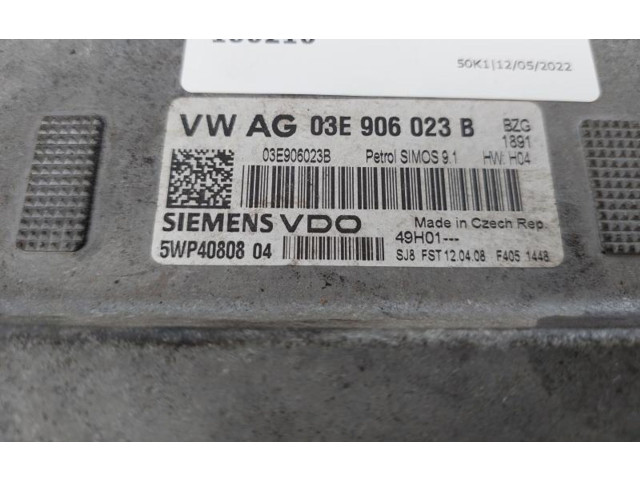 50K1|12/05/2022
VW AG 03E 906 023 B
BZG
1891
03E906023B Petrol SIMOS 9.1 HW: H04
SIEMENS VDO
Made in Czech Rep.
49H01---
5WP40808 04
SJ8 FST 12.04.08 F405 1448